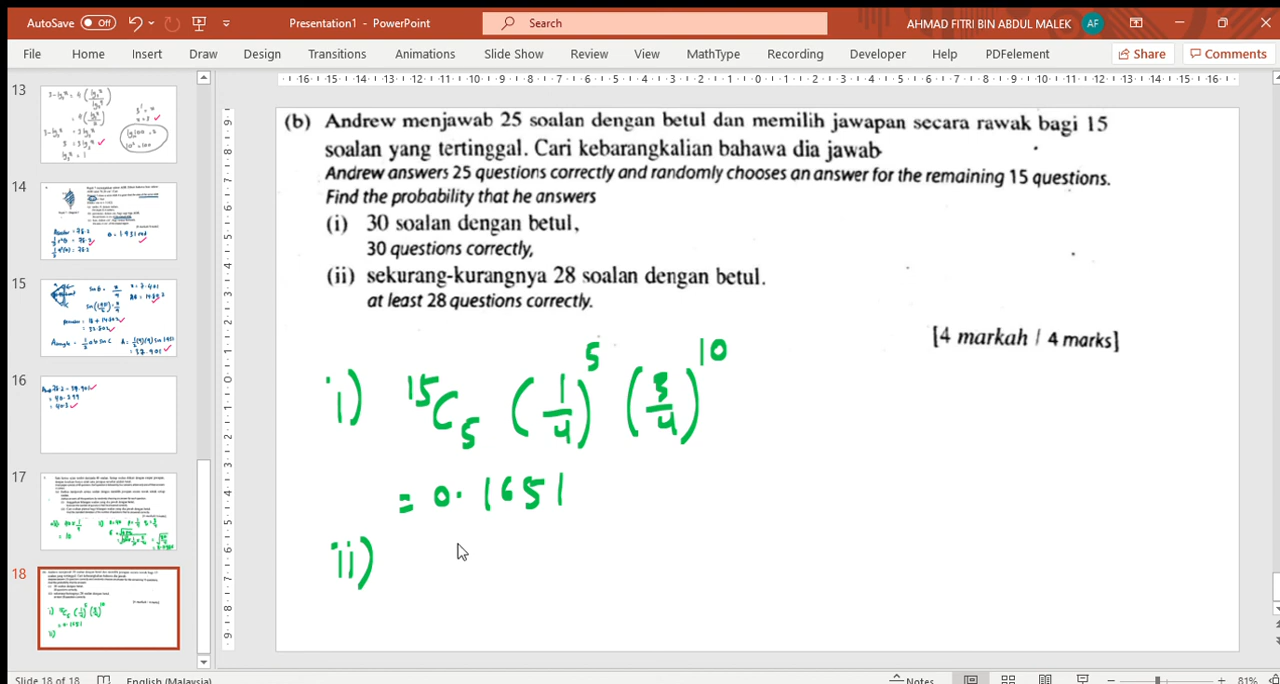 AutoSave Off Presentation1 - PowerPoint Search AHMAD FITRI BIN ABDUL MALEK AF
File Home Insert Draw Design Transitions Animations Slide Show Review View MathType Recording Developer Help PDFelement Share Comments
(b) Andrew menjawab 25 soalan dengan betul dan memilih jawapan secara rawak bagi 15
soalan yang tertinggal. Cari kebarangkalian bahawa dia jawab
Andrew answers 25 questions correctly and randomly chooses an answer for the remaining 15 questions.
Find the probability that he answers
(i) 30 soalan dengan betul,
30 questions correctly,
(ii) sekurang-kurangnya 28 soalan dengan betul.
at least 28 questions correctly.
[4 markah / 4 marks]
i) ¹⁵C₅ (1/4)⁵ (3/4)¹⁰
= 0.1651
ii)
13
14
15
16
17
18
Slide 18 of 18 English (Malaysia) Notes 81%